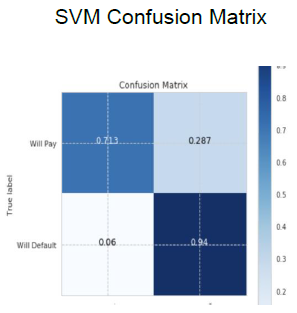 SVM Confusion Matrix
Confusion Matrix
Will Pay
0.713
0.287
Will Default
0.06
0.94
True label
0.8
0.7
0.6
0.5
0.4
0.3
0.2